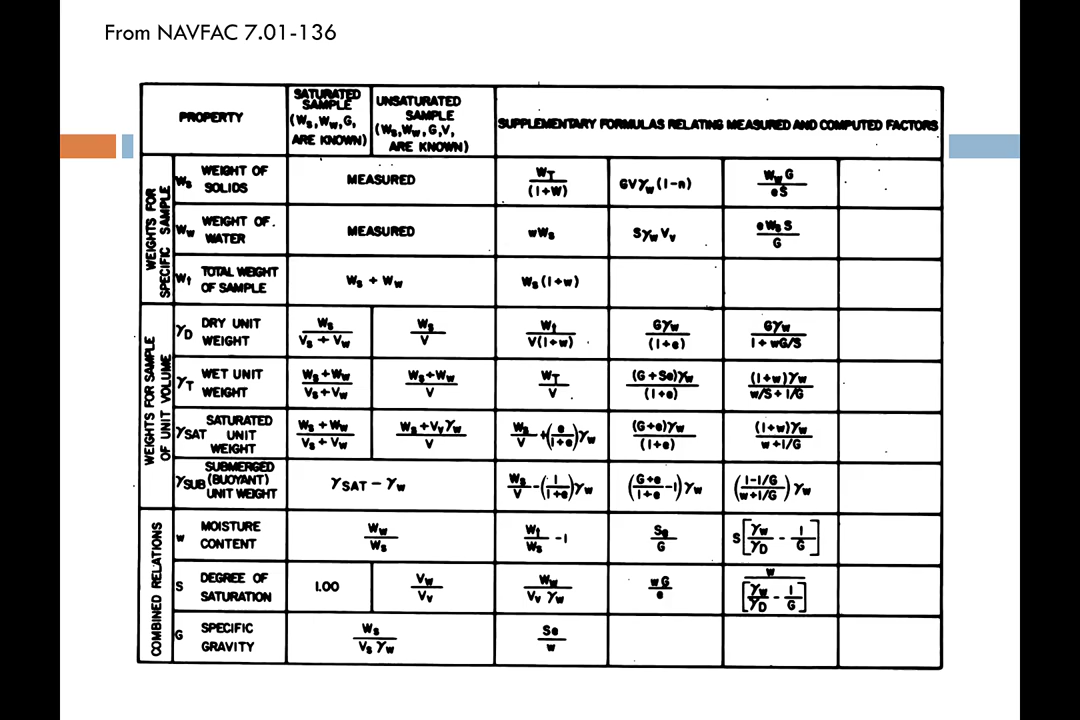 From NAVFAC 7.01-136
PROPERTY
SATURATED
SAMPLE
(Ws,Ww,G,
ARE KNOWN)
UNSATURATED
SAMPLE
(Ws,Ww,G,V,
ARE KNOWN)
SUPPLEMENTARY FORMULAS RELATING MEASURED AND COMPUTED FACTORS
WEIGHTS FOR
SPECIFIC SAMPLE
Ws WEIGHT OF
SOLIDS
MEASURED
WT/(1+W)
GVγw(1-n)
WwG/eS
Ww WEIGHT OF
WATER
MEASURED
wWs
SγwVv
eWsS/G
Wt TOTAL WEIGHT
OF SAMPLE
Ws + Ww
Ws(1+w)
WEIGHTS FOR SAMPLE
OF UNIT VOLUME
γD DRY UNIT
WEIGHT
Ws/(Vs + Vw)
Ws/V
Wt/V(1+w)
Gγw/(1+e)
Gγw/(1 + wG/S)
γT WET UNIT
WEIGHT
(Ws+Ww)/(Vs+Vw)
(Ws+Ww)/V
WT/V
(G + Se)γw/(1+e)
(1+w)γw/(w/S + 1/G)
γSAT SATURATED
UNIT
WEIGHT
(Ws + Ww)/(Vs + Vw)
(Ws + Vvγw)/V
Ws/V +(e/(1+e))γw
(G+e)γw/(1+e)
(1+w)γw/(w+1/G)
γSUB SUBMERGED
(BUOYANT)
UNIT WEIGHT
γSAT - γw
Ws/V -(1/(1+e))γw
((G+e)/(1+e) -1)γw
((1-1/G)/(w+1/G))γw
COMBINED RELATIONS
w MOISTURE
CONTENT
Ww/Ws
Wt/Ws -1
Se/G
S[γw/γD - 1/G]
S DEGREE OF
SATURATION
1.00
Vw/Vv
Ww/Vvγw
wG/e
w/[γw/γD - 1/G]
G SPECIFIC
GRAVITY
Ws/Vsγw
Se/w